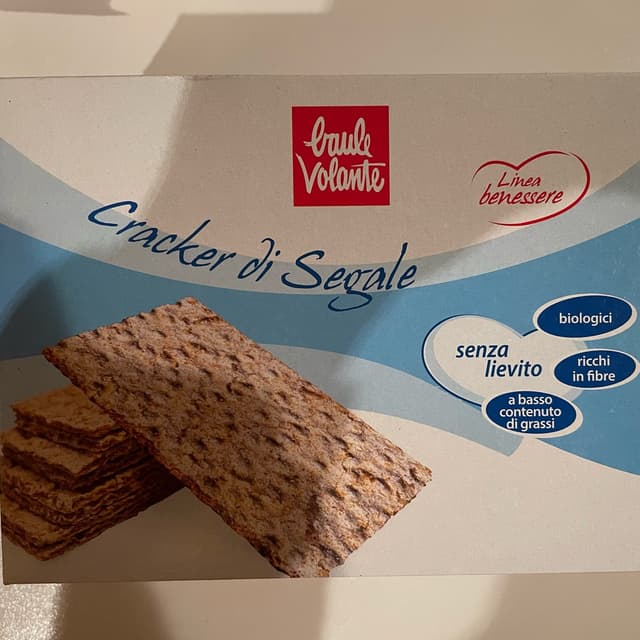 baule
volante
Linea
benessere
Cracker di Segale
biologici
senza
lievito
ricchi
in fibre
a basso
contenuto
di grassi